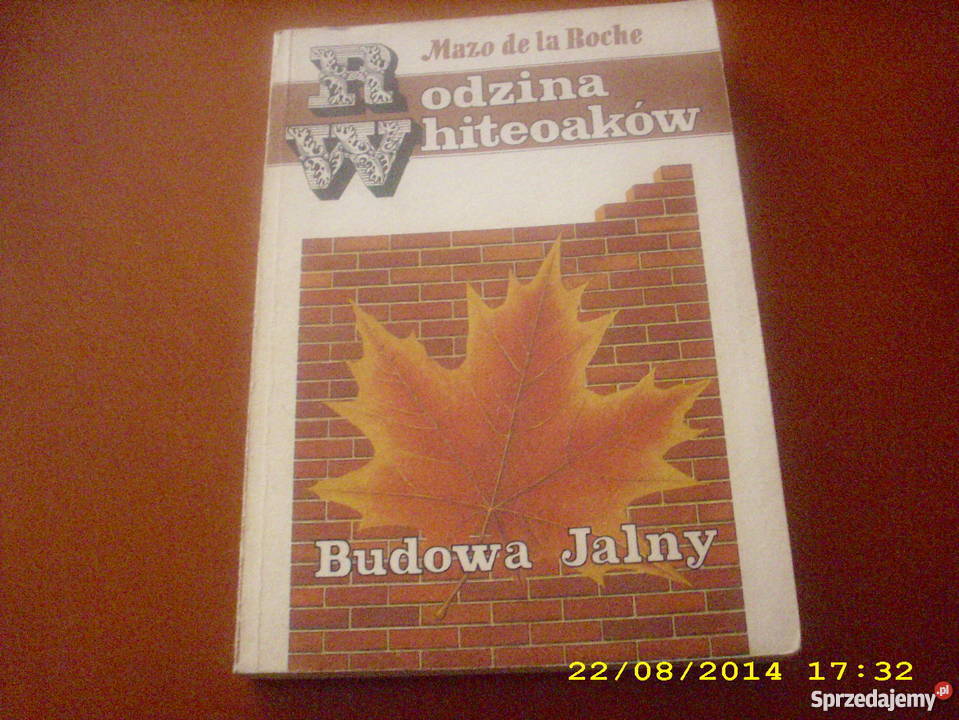 Mazo de la Roche
Rodzina
Whiteoaków
Budowa Jalny
22/08/2014 17:32
Sprzedajemy.pl